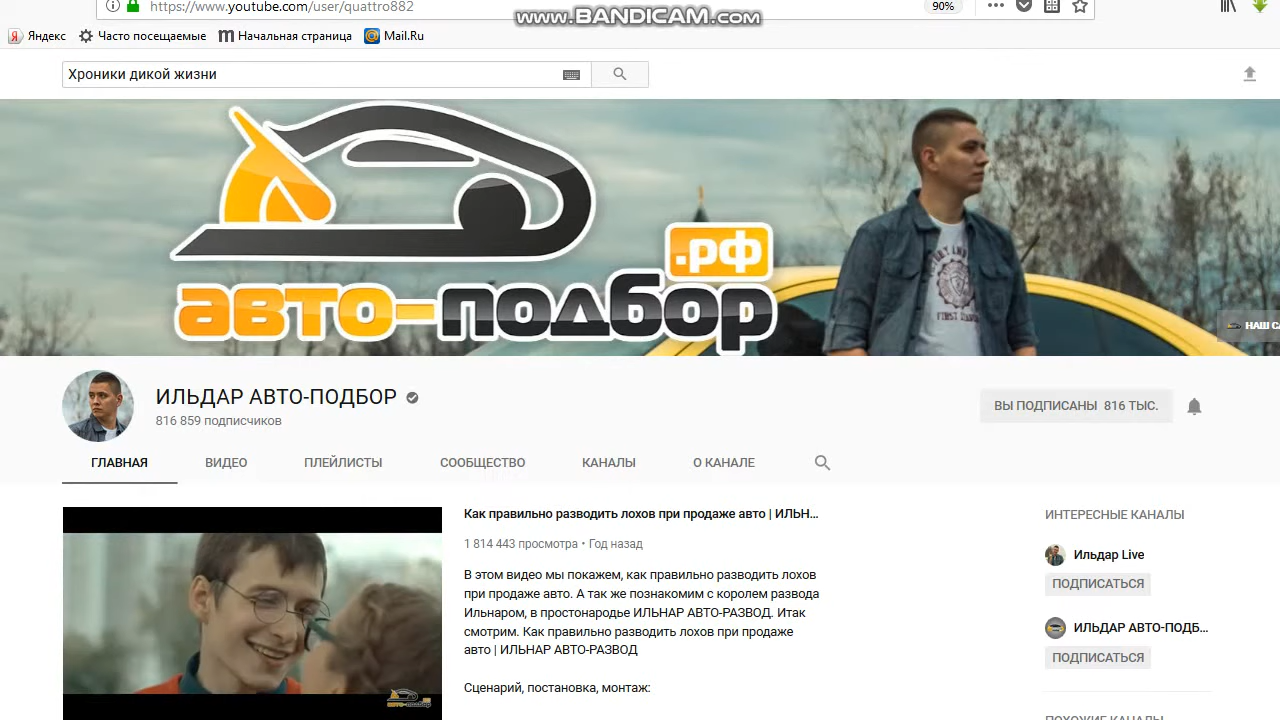 https://www.youtube.com/user/quattro882
90%
www.BANDICAM.com
Яндекс
Часто посещаемые
Начальная страница
Mail.Ru
Хроники дикой жизни
.рф
авто-подбор
НАШ СА
ИЛЬДАР АВТО-ПОДБОР
816 859 подписчиков
ВЫ ПОДПИСАНЫ 816 ТЫС.
ГЛАВНАЯ
ВИДЕО
ПЛЕЙЛИСТЫ
СООБЩЕСТВО
КАНАЛЫ
О КАНАЛЕ
Как правильно разводить лохов при продаже авто | ИЛЬН...
1 814 443 просмотра • Год назад
В этом видео мы покажем, как правильно разводить лохов
при продаже авто. А так же познакомим с королем развода
Ильнаром, в простонародье ИЛЬНАР АВТО-РАЗВОД. Итак
смотрим. Как правильно разводить лохов при продаже
авто | ИЛЬНАР АВТО-РАЗВОД
Сценарий, постановка, монтаж:
авто-подбор
ИНТЕРЕСНЫЕ КАНАЛЫ
Ильдар Live
ПОДПИСАТЬСЯ
ИЛЬДАР АВТО-ПОДБ...
ПОДПИСАТЬСЯ
ПОХОЖИЕ КАНАЛЫ